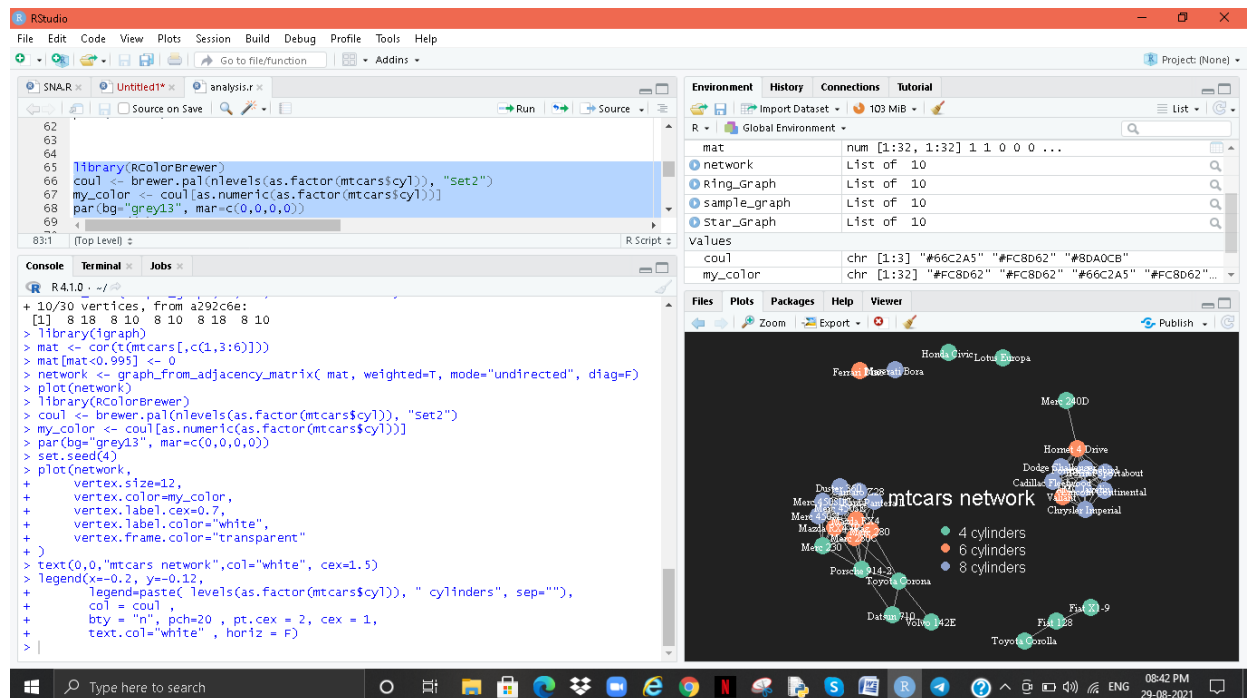 RStudio
File Edit Code View Plots Session Build Debug Profile Tools Help
Go to file/function
Addins
Project: (None)
SNA.R
Untitled1*
analysis.r
Source on Save
Run
Source
62
63
64
65 library(RColorBrewer)
66 coul <- brewer.pal(nlevels(as.factor(mtcars$cyl)), "Set2")
67 my_color <- coul[as.numeric(as.factor(mtcars$cyl))]
68 par(bg="grey13", mar=c(0,0,0,0))
69
83:1 (Top Level)
R Script
Console Terminal Jobs
R 4.1.0 · ~/
+ 10/30 vertices, from a292c6e:
[1] 8 18 8 10 8 10 8 18 8 10
> library(igraph)
> mat <- cor(t(mtcars[,c(1,3:6)]))
> mat[mat<0.995] <- 0
> network <- graph_from_adjacency_matrix( mat, weighted=T, mode="undirected", diag=F)
> plot(network)
> library(RColorBrewer)
> coul <- brewer.pal(nlevels(as.factor(mtcars$cyl)), "Set2")
> my_color <- coul[as.numeric(as.factor(mtcars$cyl))]
> par(bg="grey13", mar=c(0,0,0,0))
> set.seed(4)
> plot(network,
+ vertex.size=12,
+ vertex.color=my_color,
+ vertex.label.cex=0.7,
+ vertex.label.color="white",
+ vertex.frame.color="transparent"
+ )
> text(0,0,"mtcars network",col="white", cex=1.5)
> legend(x=-0.2, y=-0.12,
+ legend=paste( levels(as.factor(mtcars$cyl)), " cylinders", sep=""),
+ col = coul ,
+ bty = "n", pch=20 , pt.cex = 2, cex = 1,
+ text.col="white" , horiz = F)
>
Environment History Connections Tutorial
Import Dataset
103 MiB
List
R
Global Environment
mat num [1:32, 1:32] 1 1 0 0 0 ...
network List of 10
Ring_Graph List of 10
sample_graph List of 10
Star_Graph List of 10
Values
coul chr [1:3] "#66C2A5" "#FC8D62" "#8DA0CB"
my_color chr [1:32] "#FC8D62" "#FC8D62" "#66C2A5" "#FC8D62"...
Files Plots Packages Help Viewer
Zoom
Export
Publish
Honda Civic
Lotus Europa
Ferrari
Maserati Bora
Merc 240D
Hornet 4 Drive
Dodge
Cadillac Fleetwood
Valiant
Continental
Chrysler Imperial
Duster 360
Camaro Z28
mtcars network
Merc 230
Porsche 914-2
Toyota Corona
Datsun 710
Volvo 142E
4 cylinders
6 cylinders
8 cylinders
Fiat X1-9
Fiat 128
Toyota Corolla
Type here to search
ENG
08:42 PM
29-08-2021